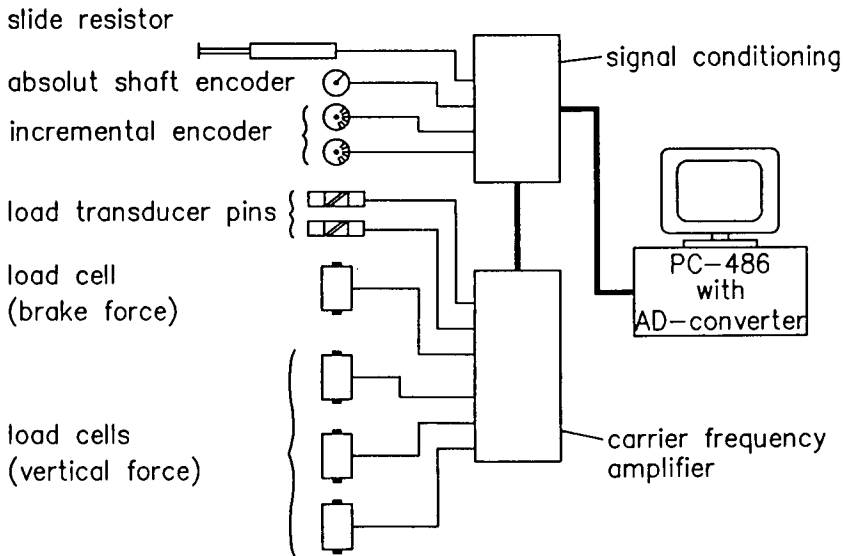 slide resistor
signal conditioning
absolut shaft encoder
incremental encoder
load transducer pins
load cell
(brake force)
PC-486
with
AD-converter
load cells
(vertical force)
carrier frequency
amplifier